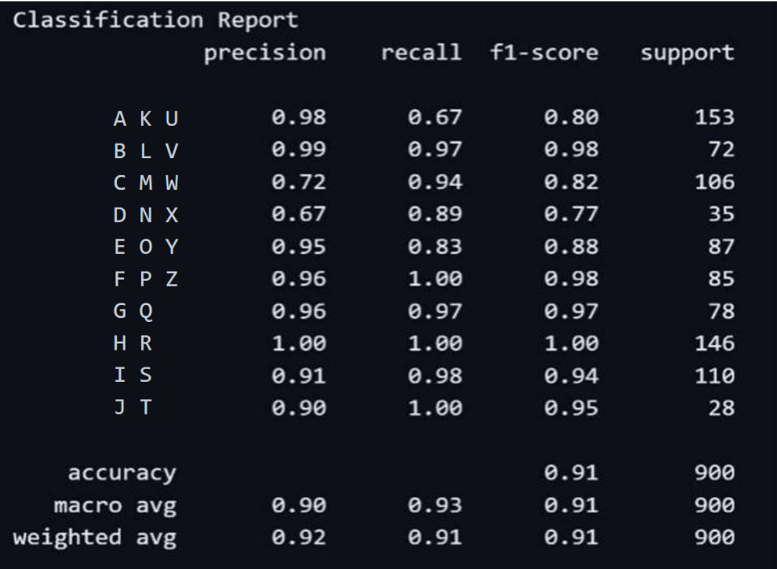 Classification Report
precision recall f1-score support
A K U 0.98 0.67 0.80 153
B L V 0.99 0.97 0.98 72
C M W 0.72 0.94 0.82 106
D N X 0.67 0.89 0.77 35
E O Y 0.95 0.83 0.88 87
F P Z 0.96 1.00 0.98 85
G Q 0.96 0.97 0.97 78
H R 1.00 1.00 1.00 146
I S 0.91 0.98 0.94 110
J T 0.90 1.00 0.95 28
accuracy 0.91 900
macro avg 0.90 0.93 0.91 900
weighted avg 0.92 0.91 0.91 900